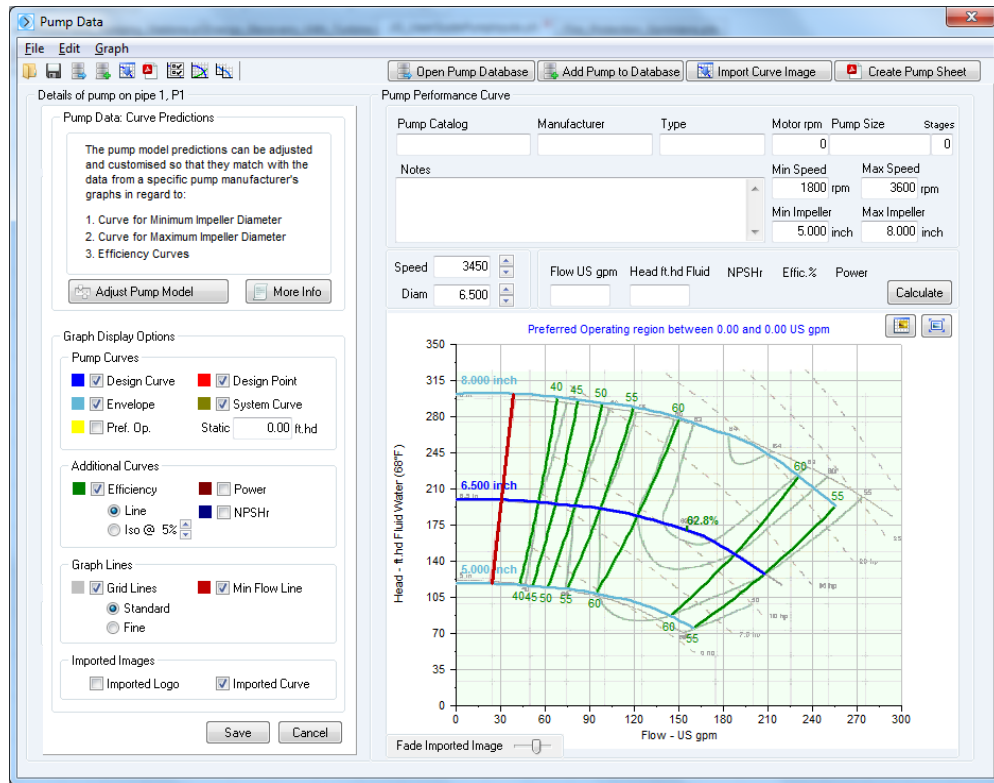 Pump Data
File Edit Graph
Open Pump Database Add Pump to Database Import Curve Image Create Pump Sheet
Details of pump on pipe 1, P1
Pump Data: Curve Predictions
The pump model predictions can be adjusted
and customised so that they match with the
data from a specific pump manufacturer's
graphs in regard to:
1. Curve for Minimum Impeller Diameter
2. Curve for Maximum Impeller Diameter
3. Efficiency Curves
Adjust Pump Model More Info
Graph Display Options
Pump Curves
Design Curve Design Point
Envelope System Curve
Pref. Op. Static 0.00 ft.hd
Additional Curves
Efficiency Power
Line NPSHr
Iso @ 5%
Graph Lines
Grid Lines Min Flow Line
Standard
Fine
Imported Images
Imported Logo Imported Curve
Save Cancel
Pump Performance Curve
Pump Catalog Manufacturer Type Motor rpm Pump Size Stages
0 0
Notes Min Speed Max Speed
1800 rpm 3600 rpm
Min Impeller Max Impeller
5.000 inch 8.000 inch
Speed 3450 Flow US gpm Head ft.hd Fluid NPSHr Effic.% Power
Diam 6.500 Calculate
Preferred Operating region between 0.00 and 0.00 US gpm
350
315
280
245
210
175
140
105
70
35
0
Head - ft.hd Fluid Water (68°F)
8.000 inch
40 45 50 55 60
60
55
6.500 inch
62.8%
5.000 inch
40 45 50 55 60
60
55
10 hp
7.5 hp
0 30 60 90 120 150 180 210 240 270 300
Flow - US gpm
Fade Imported Image